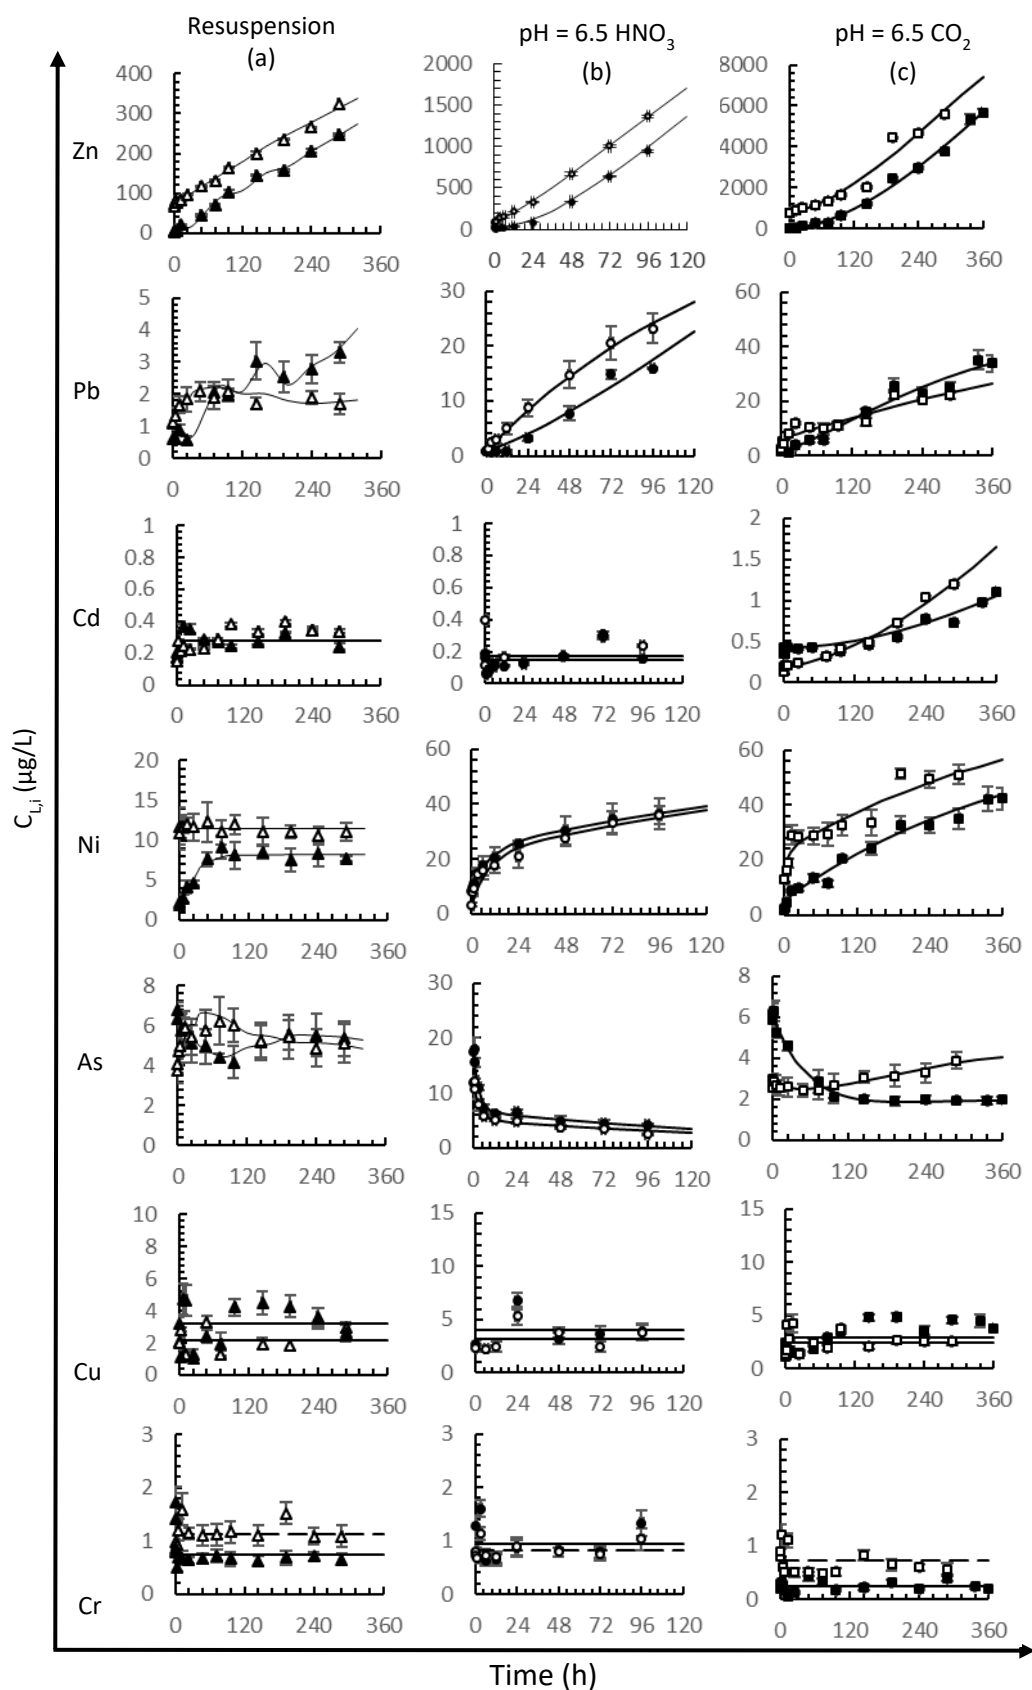 Resuspension
(a)
pH = 6.5 HNO₃
(b)
pH = 6.5 CO₂
(c)
Zn
400
300
200
100
0
0 120 240 360
2000
1500
1000
500
0
0 24 48 72 96 120
8000
6000
4000
2000
0
0 120 240 360
Pb
5
4
3
2
1
0
0 120 240 360
30
20
10
0
0 24 48 72 96 120
60
40
20
0
0 120 240 360
Cd
1
0.8
0.6
0.4
0.2
0
0 120 240 360
1
0.8
0.6
0.4
0.2
0
0 24 48 72 96 120
2
1.5
1
0.5
0
0 120 240 360
Ni
20
15
10
5
0
0 120 240 360
60
40
20
0
0 24 48 72 96 120
60
40
20
0
0 120 240 360
As
8
6
4
2
0
0 120 240 360
30
20
10
0
0 24 48 72 96 120
8
6
4
2
0
0 120 240 360
Cu
10
8
6
4
2
0
0 120 240 360
15
10
5
0
0 24 48 72 96 120
15
10
5
0
0 120 240 360
Cr
3
2
1
0
0 120 240 360
3
2
1
0
0 24 48 72 96 120
3
2
1
0
0 120 240 360
C_L,i (µg/L)
Time (h)